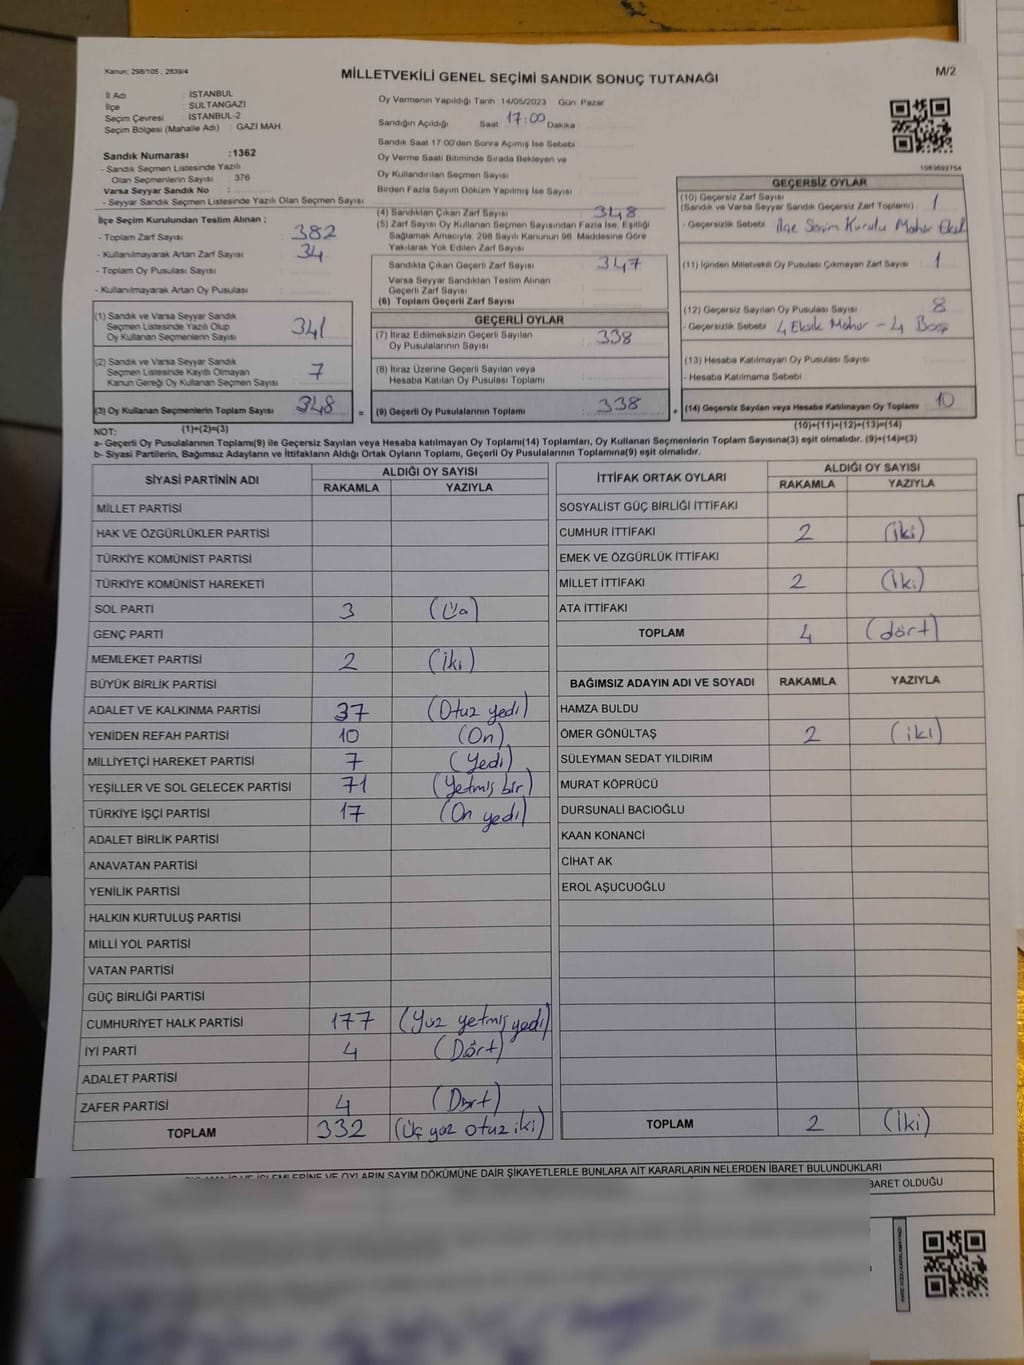 Kanun: 298/105 , 2839/4
MİLLETVEKİLİ GENEL SEÇİMİ SANDIK SONUÇ TUTANAĞI
M/2
İl Adı : İSTANBUL
İlçe : SULTANGAZİ
Seçim Çevresi : İSTANBUL-2
Seçim Bölgesi (Mahalle Adı) : GAZİ MAH.
Sandık Numarası :1362
- Sandık Seçmen Listesinde Yazılı
Olan Seçmenlerin Sayısı : 376
Varsa Seyyar Sandık No :
- Seyyar Sandık Seçmen Listesinde Yazılı Olan Seçmen Sayısı :
Oy Vermenin Yapıldığı Tarih :14/05/2023 Gün: Pazar
Sandığın Açıldığı Saat 17:00 Dakika
Sandık Saat 17:00'den Sonra Açmış İse Sebebi
Oy Verme Saati Bitiminde Sırada Bekleyen ve
Oy Kullandırılan Seçmen Sayısı
Birden Fazla Sayım Döküm Yapılmış İse Sayısı
1089692754
İlçe Seçim Kurulundan Teslim Alınan ;
- Toplam Zarf Sayısı : 382
- Kullanılmayarak Artan Zarf Sayısı : 34
- Toplam Oy Pusulası Sayısı :
- Kullanılmayarak Artan Oy Pusulası :
(4) Sandıktan Çıkan Zarf Sayısı : 348
(5) Zarf Sayısı Oy Kullanan Seçmen Sayısından Fazla İse, Eşitliği
Sağlamak Amacıyla, 298 Sayılı Kanunun 98. Maddesine Göre
Yakılarak Yok Edilen Zarf Sayısı
Sandıkta Çıkan Geçerli Zarf Sayısı : 347
Varsa Seyyar Sandıktan Teslim Alınan
Geçerli Zarf Sayısı
(6) Toplam Geçerli Zarf Sayısı
GEÇERSİZ OYLAR
(10) Geçersiz Zarf Sayısı : 1
(Sandık ve Varsa Seyyar Sandık Geçersiz Zarf Toplamı)
- Geçersizlik Sebebi : İlçe Seçim Kurulu Mühür Eksik
(11) İçinden Milletvekili Oy Pusulası Çıkmayan Zarf Sayısı : 1
(12) Geçersiz Sayılan Oy Pusulası Sayısı : 8
- Geçersizlik Sebebi : 4 Eksik Mühür - 4 Boş
(13) Hesaba Katılmayan Oy Pusulası Sayısı :
- Hesaba Katılmama Sebebi :
(14) Geçersiz Sayılan veya Hesaba Katılmayan Oy Toplamı : 10
(1) Sandık ve Varsa Seyyar Sandık
Seçmen Listesinde Yazılı Olup
Oy Kullanan Seçmenlerin Sayısı : 341
(2) Sandık ve Varsa Seyyar Sandık
Seçmen Listesinde Kayıtlı Olmayan
Kanun Gereği Oy Kullanan Seçmen Sayısı : 7
(3) Oy Kullanan Seçmenlerin Toplam Sayısı : 348
GEÇERLİ OYLAR
(7) İtiraz Edilmeksizin Geçerli Sayılan
Oy Pusulalarının Sayısı : 338
(8) İtiraz Üzerine Geçerli Sayılan veya
Hesaba Katılan Oy Pusulası Toplamı
= (9) Geçerli Oy Pusulalarının Toplamı : 338 +
NOT: (1)+(2)=(3) (10)+(11)+(12)+(13)=(14)
a- Geçerli Oy Pusulalarının Toplamı(9) ile Geçersiz Sayılan veya Hesaba katılmayan Oy Toplamı(14) Toplamları, Oy Kullanan Seçmenlerin Toplam Sayısına(3) eşit olmalıdır. (9)+(14)=(3)
b- Siyasi Partilerin, Bağımsız Adayların ve İttifakların Aldığı Ortak Oyların Toplamı, Geçerli Oy Pusulalarının Toplamına(9) eşit olmalıdır.
SİYASİ PARTİNİN ADI ALDIĞI OY SAYISI
RAKAMLA YAZIYLA
MİLLET PARTİSİ
HAK VE ÖZGÜRLÜKLER PARTİSİ
TÜRKİYE KOMÜNİST PARTİSİ
TÜRKİYE KOMÜNİST HAREKETİ
SOL PARTİ 3 (Üç)
GENÇ PARTİ
MEMLEKET PARTİSİ 2 (İki)
BÜYÜK BİRLİK PARTİSİ
ADALET VE KALKINMA PARTİSİ 37 (Otuz yedi)
YENİDEN REFAH PARTİSİ 10 (On)
MİLLİYETÇİ HAREKET PARTİSİ 7 (Yedi)
YEŞİLLER VE SOL GELECEK PARTİSİ 71 (Yetmiş bir)
TÜRKİYE İŞÇİ PARTİSİ 17 (On yedi)
ADALET BİRLİK PARTİSİ
ANAVATAN PARTİSİ
YENİLİK PARTİSİ
HALKIN KURTULUŞ PARTİSİ
MİLLİ YOL PARTİSİ
VATAN PARTİSİ
GÜÇ BİRLİĞİ PARTİSİ
CUMHURİYET HALK PARTİSİ 177 (Yüz yetmiş yedi)
İYİ PARTİ 4 (Dört)
ADALET PARTİSİ
ZAFER PARTİSİ 4 (Dört)
TOPLAM 332 (Üç yüz otuz iki)
İTTİFAK ORTAK OYLARI ALDIĞI OY SAYISI
RAKAMLA YAZIYLA
SOSYALİST GÜÇ BİRLİĞİ İTTİFAKI
CUMHUR İTTİFAKI 2 (iki)
EMEK VE ÖZGÜRLÜK İTTİFAKI
MİLLET İTTİFAKI 2 (İki)
ATA İTTİFAKI
TOPLAM 4 (dört)
BAĞIMSIZ ADAYIN ADI VE SOYADI RAKAMLA YAZIYLA
HAMZA BULDU
ÖMER GÖNÜLTAŞ 2 (iki)
SÜLEYMAN SEDAT YILDIRIM
MURAT KÖPRÜCÜ
DURSUNALİ BACIOĞLU
KAAN KONANCİ
CİHAT AK
EROL AŞUCUOĞLU
TOPLAM 2 (İki)
İŞLEMLERİNE VE OYLARIN SAYIM DÖKÜMÜNE DAİR ŞİKAYETLERLE BUNLARA AİT KARARLARIN NELERDEN İBARET BULUNDUKLARI
BARET OLDUĞU